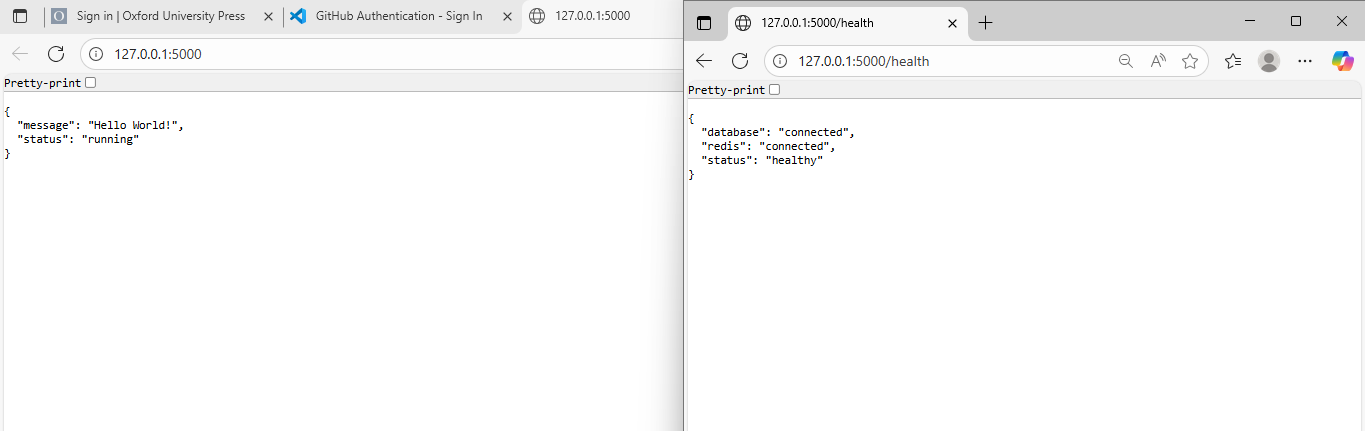 Sign in | Oxford University Press
GitHub Authentication - Sign In
127.0.0.1:5000
127.0.0.1:5000
Pretty-print
{
  "message": "Hello World!",
  "status": "running"
}
127.0.0.1:5000/health
127.0.0.1:5000/health
Pretty-print
{
  "database": "connected",
  "redis": "connected",
  "status": "healthy"
}